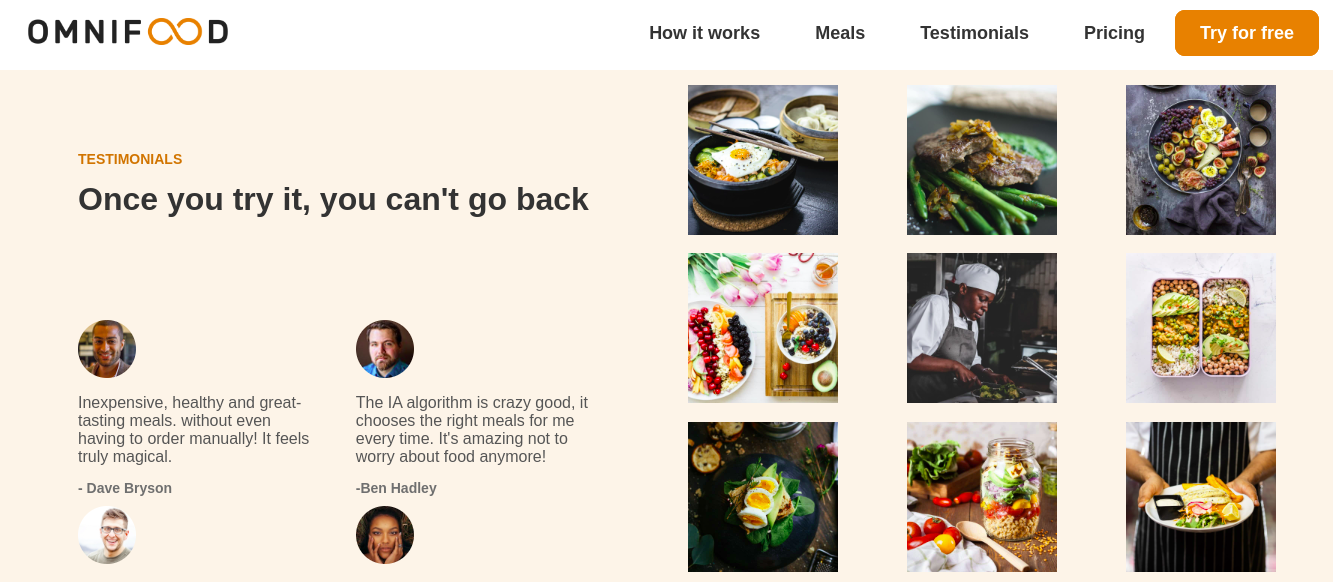 OMNIFOOD
How it works
Meals
Testimonials
Pricing
Try for free
TESTIMONIALS
Once you try it, you can't go back
Inexpensive, healthy and great-
tasting meals. without even
having to order manually! It feels
truly magical.
- Dave Bryson
The IA algorithm is crazy good, it
chooses the right meals for me
every time. It's amazing not to
worry about food anymore!
-Ben Hadley